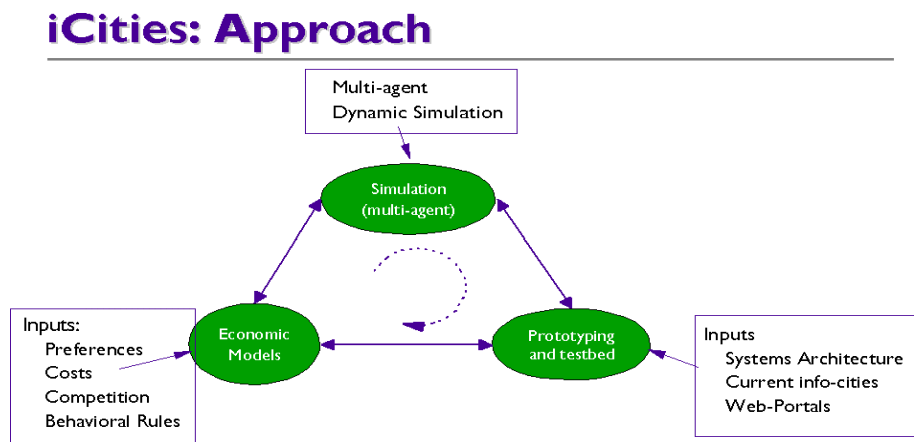 iCities: Approach
Multi-agent
Dynamic Simulation
Simulation
(multi-agent)
Inputs:
Preferences
Costs
Competition
Behavioral Rules
Economic
Models
Prototyping
and testbed
Inputs
Systems Architecture
Current info-cities
Web-Portals